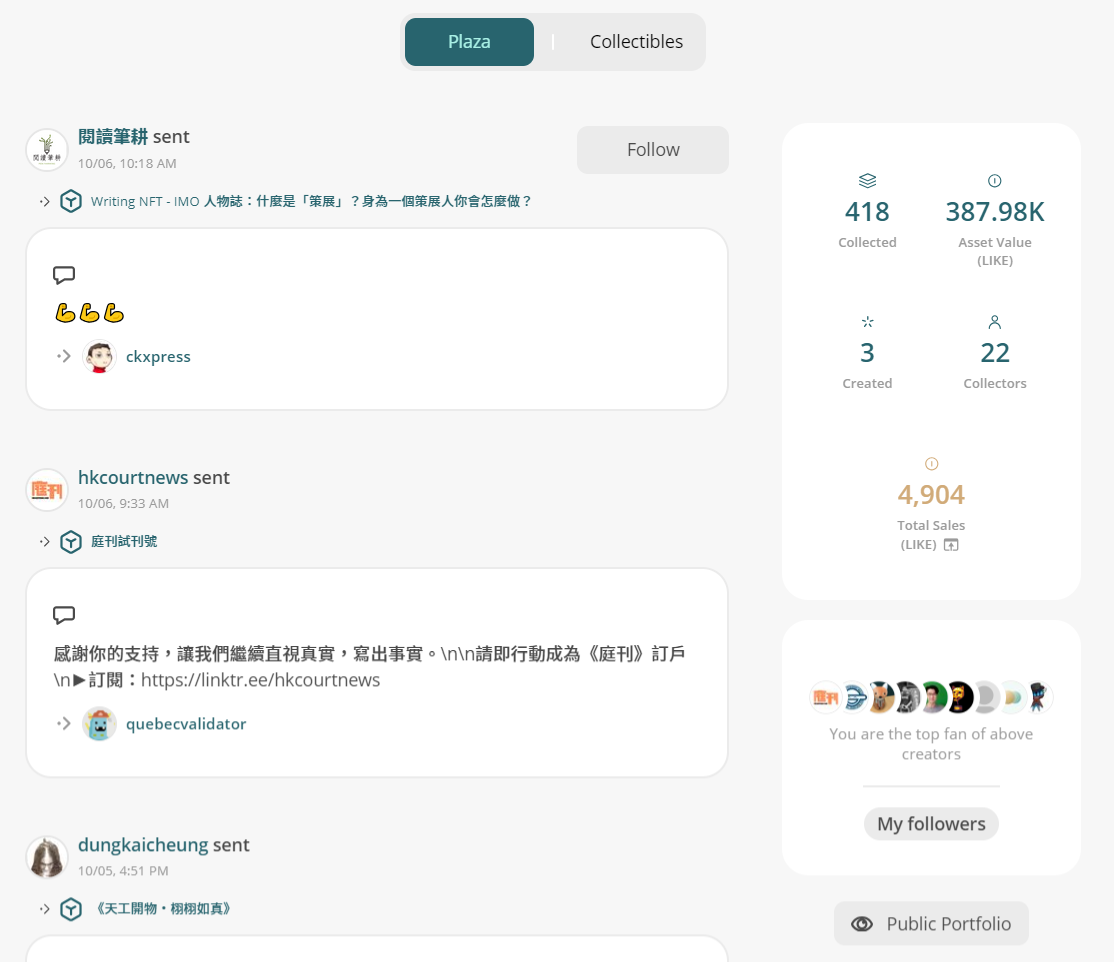 Plaza
Collectibles
閱讀筆耕 sent
10/06, 10:18 AM
Follow
Writing NFT - IMO 人物誌：什麼是「策展」？身為一個策展人你會怎麼做？
💪💪💪
ckxpress
hkcourtnews sent
10/06, 9:33 AM
庭刊試刊號
感謝你的支持，讓我們繼續直視真實，寫出事實。\n\n請即行動成為《庭刊》訂戶
\n▶訂閱：https://linktr.ee/hkcourtnews
quebecvalidator
dungkaicheung sent
10/05, 4:51 PM
《天工開物・栩栩如真》
418
Collected
387.98K
Asset Value
(LIKE)
3
Created
22
Collectors
4,904
Total Sales
(LIKE)
You are the top fan of above
creators
My followers
Public Portfolio